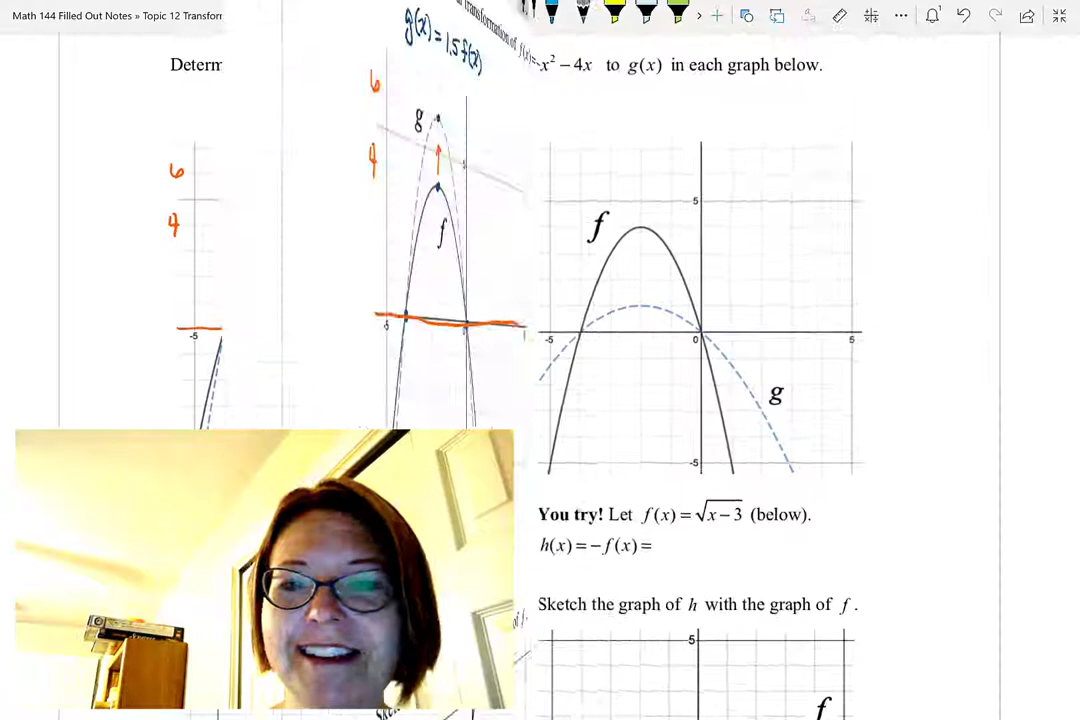 Math 144 Filled Out Notes » Topic 12 Transforr
g(x) = 1.5 f(x)
Determ
transformation of f(x)=-x² − 4x to g(x) in each graph below.
6
4
-5
6
4
g
f
5
f
-5
0
5
g
-5
You try! Let f(x) = √x − 3 (below).
h(x) = − f(x) =
Sketch the graph of h with the graph of f.
5
f